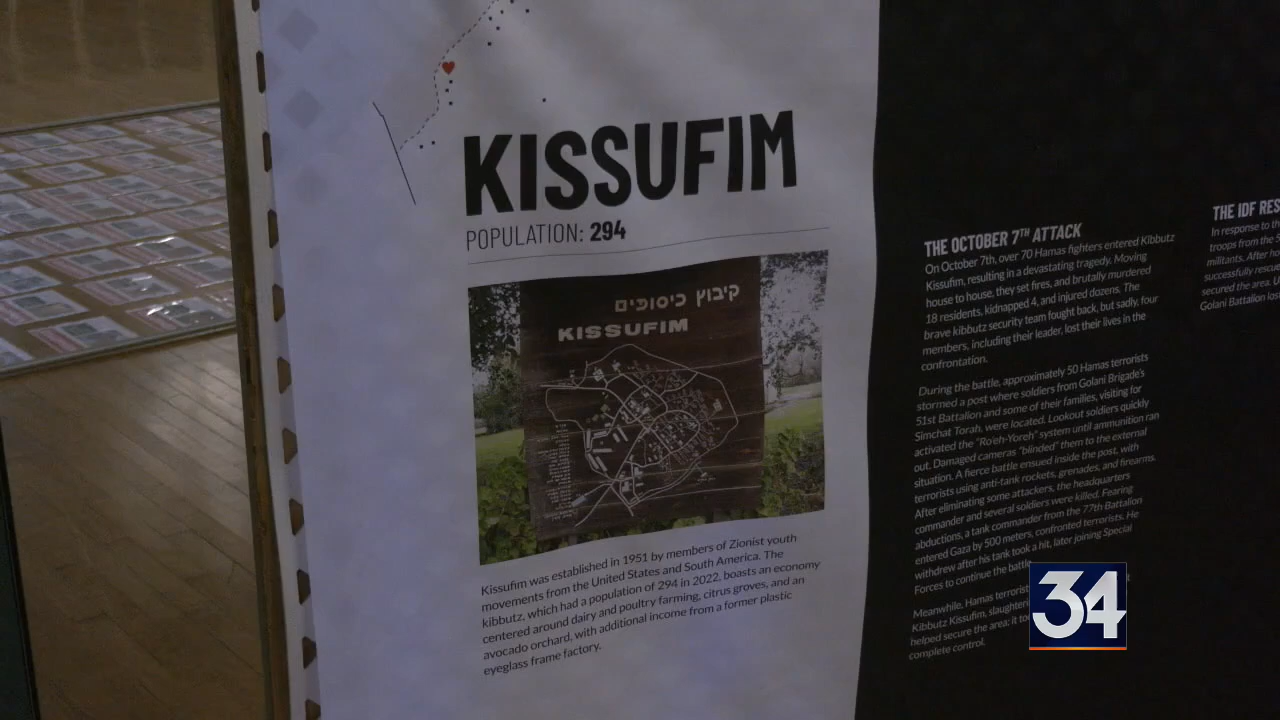 KISSUFIM
POPULATION: 294
קיבוץ כיסופים
KISSUFIM
Kissufim was established in 1951 by members of Zionist youth
movements from the United States and South America. The
kibbutz, which had a population of 294 in 2022, boasts an economy
centered around dairy and poultry farming, citrus groves, and an
avocado orchard, with additional income from a former plastic
eyeglass frame factory.
THE OCTOBER 7TH ATTACK
On October 7th, over 70 Hamas fighters entered Kibbutz
Kissufim, resulting in a devastating tragedy. Moving
house to house, they set fires, and brutally murdered
18 residents, kidnapped 4, and injured dozens. The
brave kibbutz security team fought back, but sadly, four
members, including their leader, lost their lives in the
confrontation.
During the battle, approximately 50 Hamas terrorists
stormed a post where soldiers from Golani Brigade's
51st Battalion and some of their families, visiting for
Simchat Torah, were located. Lookout soldiers quickly
activated the "Ro'eh-Yoreh" system until ammunition ran
out. Damaged cameras "blinded" them to the external
situation. A fierce battle ensued inside the post, with
terrorists using anti-tank rockets, grenades, and firearms.
After eliminating some attackers, the headquarters
commander and several soldiers were killed. Fearing
abductions, a tank commander from the 77th Battalion
entered Gaza by 500 meters, confronted terrorists. He
withdrew after his tank took a hit, later joining Special
Forces to continue the battle.
Meanwhile, Hamas terrorist
Kibbutz Kissufim, slaughter
helped secure the area; it to
complete control.
THE IDF RES
In response to th
troops from the
militants. After ho
successfully rescu
secured the area. U
Golani Battalion
34